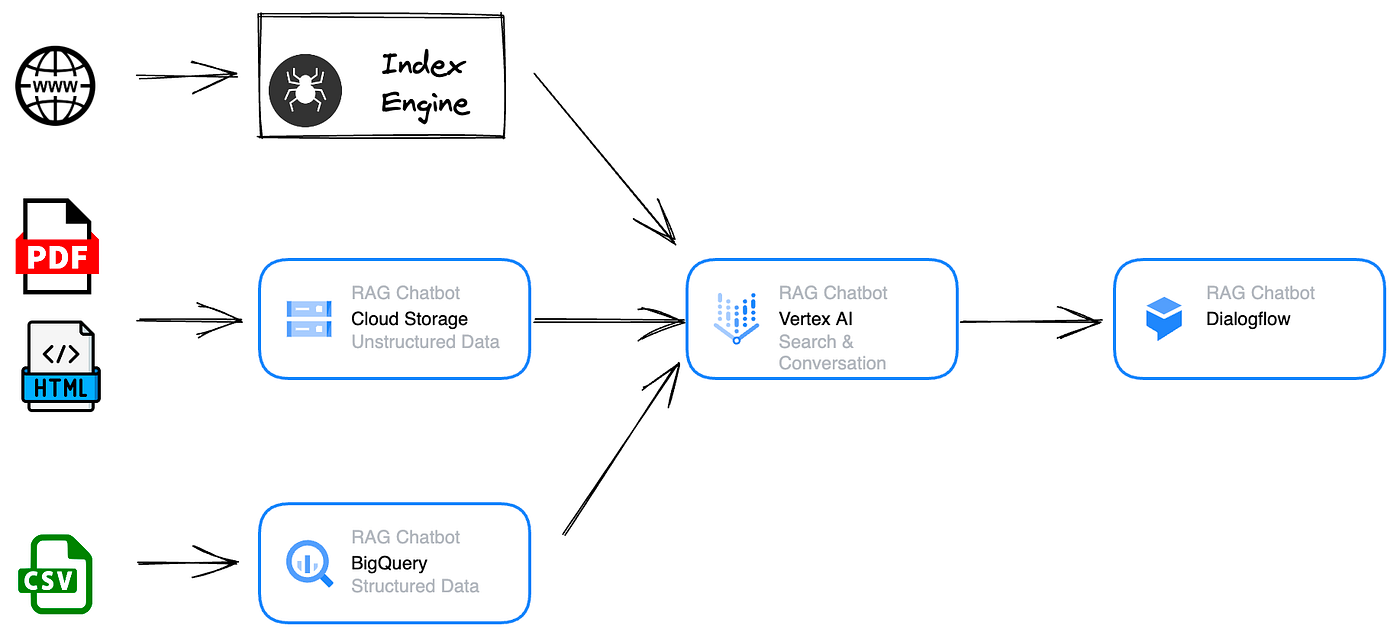 WWW
Index
Engine
PDF
</>
HTML
RAG Chatbot
Cloud Storage
Unstructured Data
RAG Chatbot
Vertex AI
Search &
Conversation
RAG Chatbot
Dialogflow
CSV
RAG Chatbot
BigQuery
Structured Data